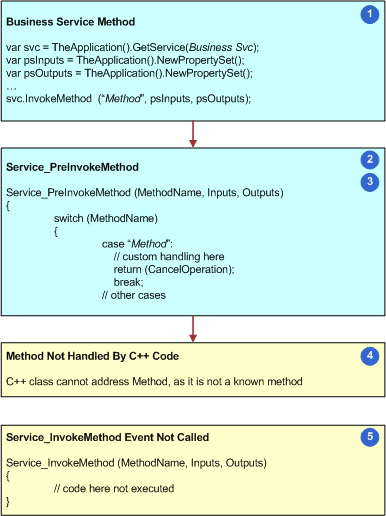 Business Service Method
1
var svc = TheApplication().GetService(Business Svc);
var psInputs = TheApplication().NewPropertySet();
var psOutputs = TheApplication().NewPropertySet();
…
svc.InvokeMethod (“Method”, psInputs, psOutputs);
2
Service_PreInvokeMethod
3
Service_PreInvokeMethod (MethodName, Inputs, Outputs)
{
switch (MethodName)
{
case “Method”:
// custom handling here
return (CancelOperation);
break;
// other cases
Method Not Handled By C++ Code
4
C++ class cannot address Method, as it is not a known method
Service_InvokeMethod Event Not Called
5
Service_InvokeMethod (MethodName, Inputs, Outputs)
{
// code here not executed
}